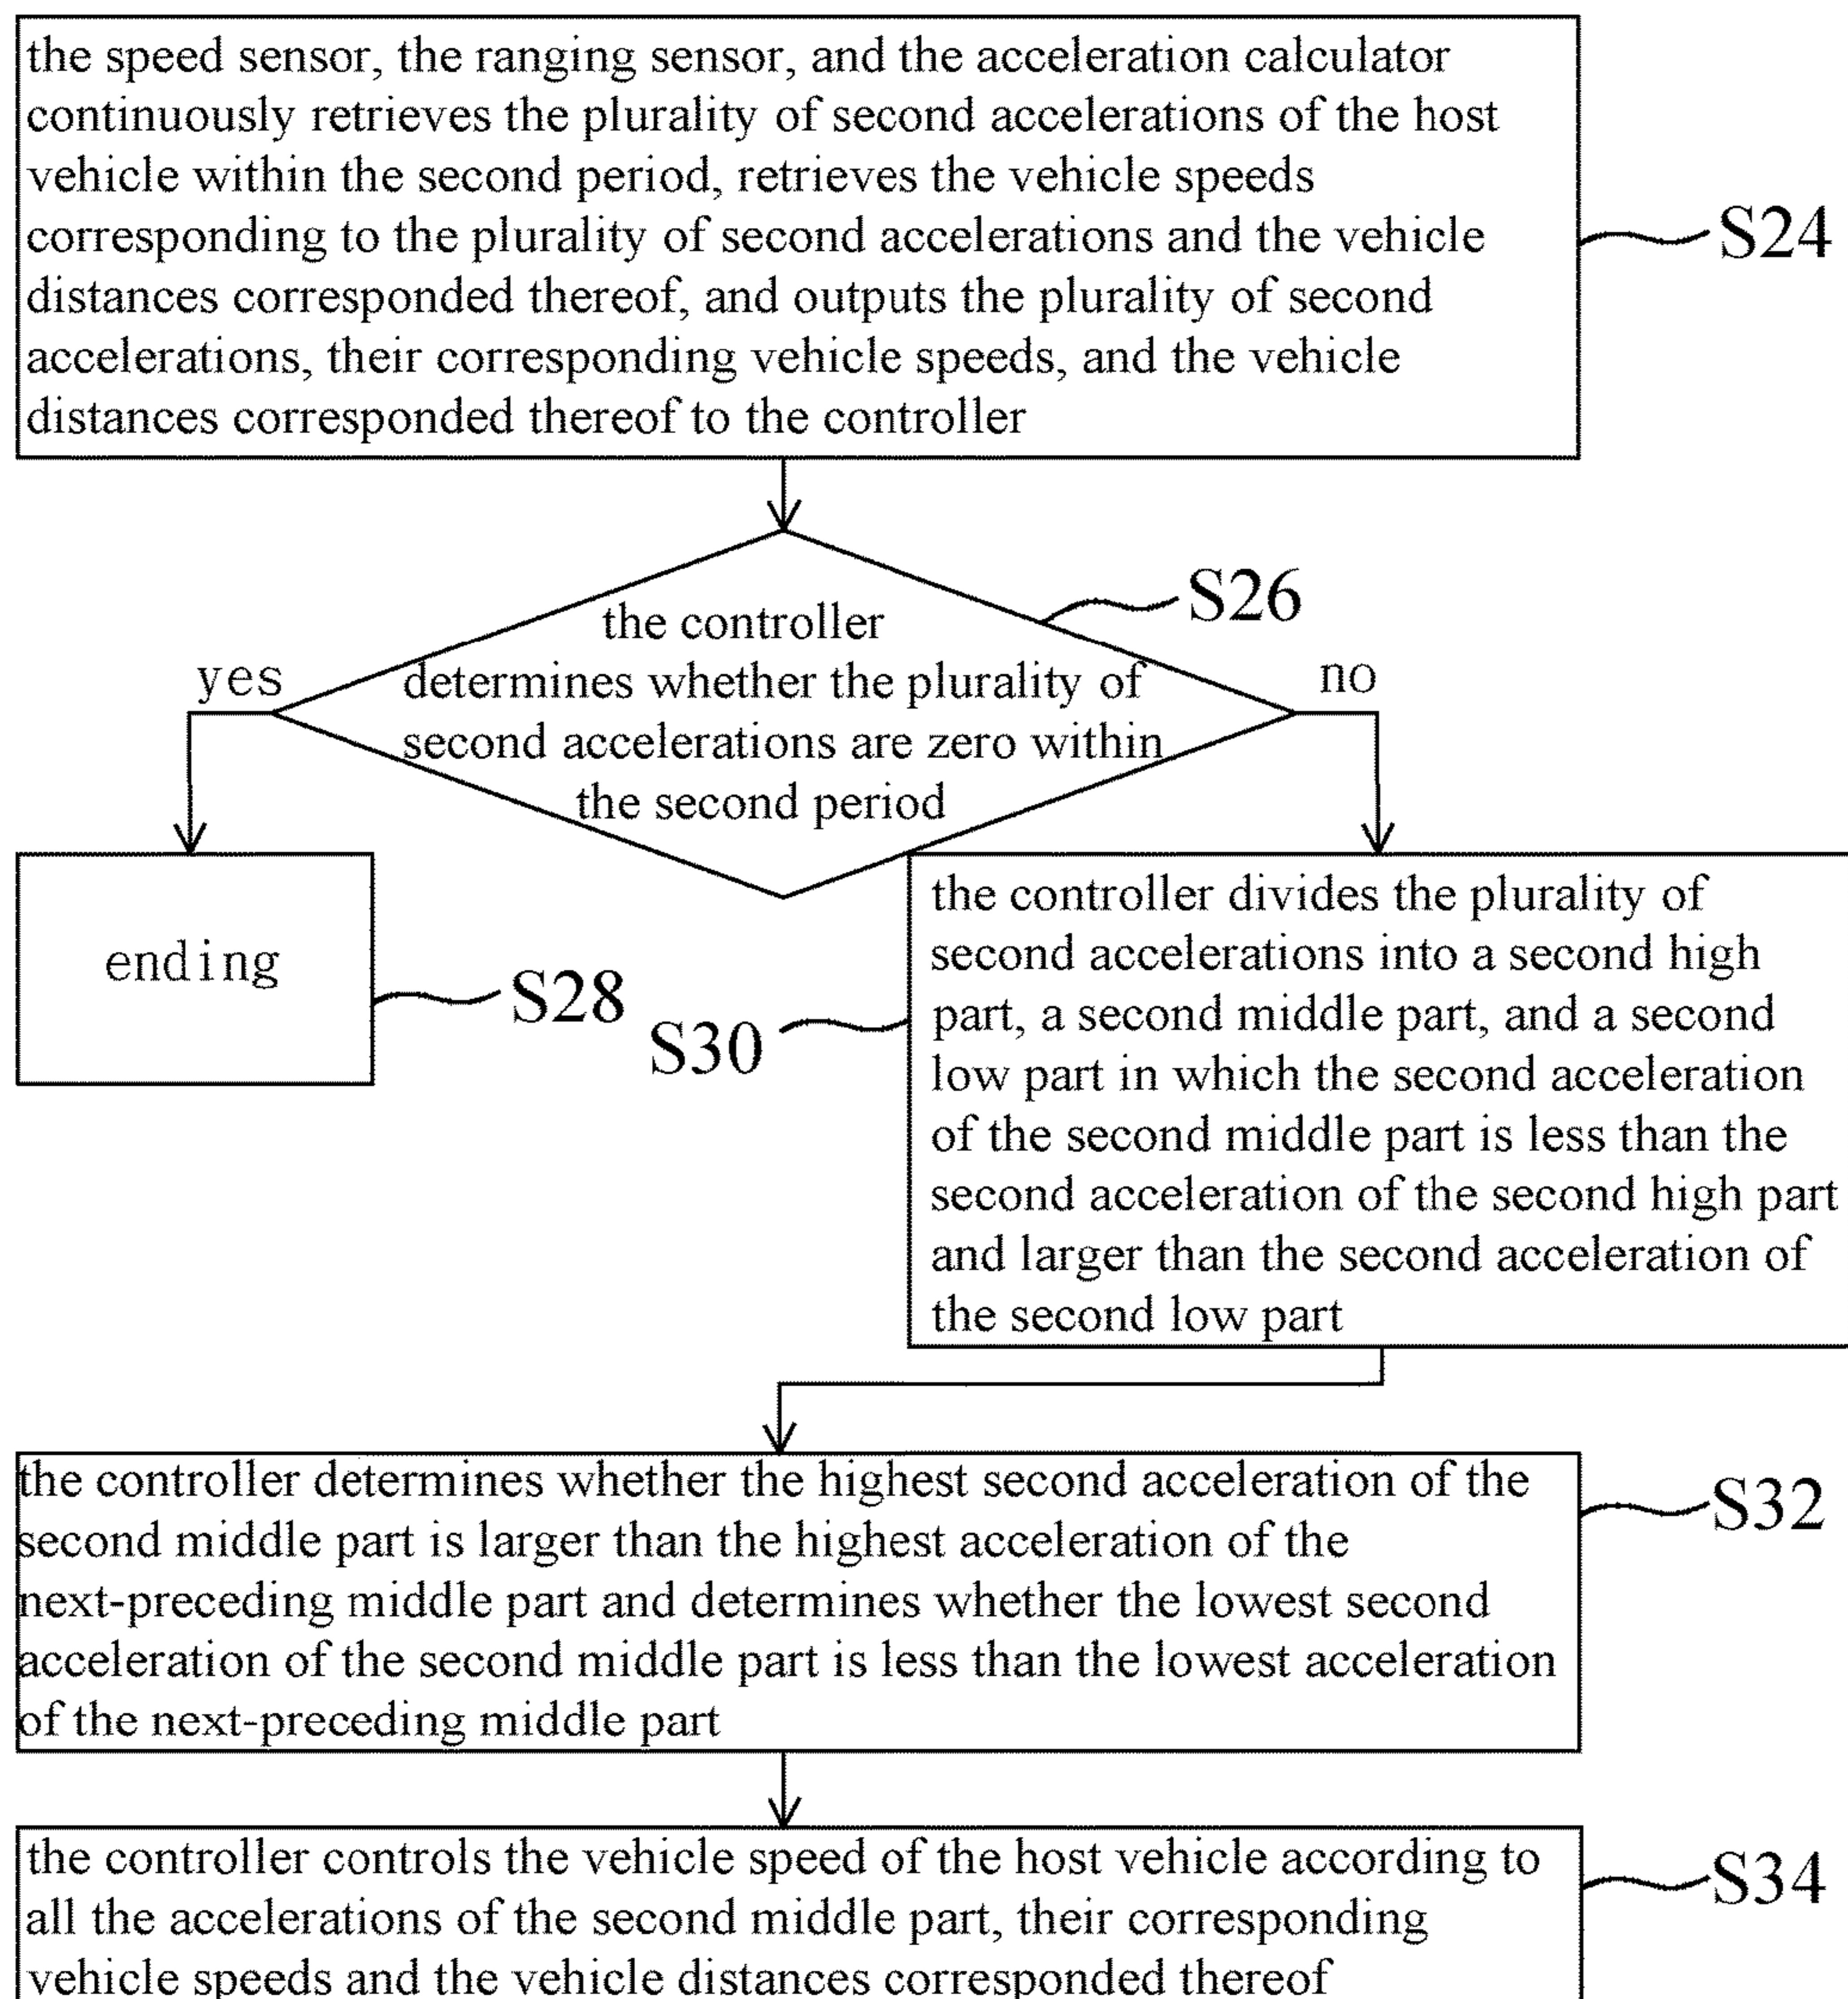 the speed sensor, the ranging sensor, and the acceleration calculator
continuously retrieves the plurality of second accelerations of the host
vehicle within the second period, retrieves the vehicle speeds
corresponding to the plurality of second accelerations and the vehicle
distances corresponded thereof, and outputs the plurality of second
accelerations, their corresponding vehicle speeds, and the vehicle
distances corresponded thereof to the controller
S24
the controller
determines whether the plurality of
second accelerations are zero within
the second period
S26
yes
no
ending
S28
S30
the controller divides the plurality of
second accelerations into a second high
part, a second middle part, and a second
low part in which the second acceleration
of the second middle part is less than the
second acceleration of the second high part
and larger than the second acceleration of
the second low part
the controller determines whether the highest second acceleration of the
second middle part is larger than the highest acceleration of the
next-preceding middle part and determines whether the lowest second
acceleration of the second middle part is less than the lowest acceleration
of the next-preceding middle part
S32
the controller controls the vehicle speed of the host vehicle according to
all the accelerations of the second middle part, their corresponding
vehicle speeds and the vehicle distances corresponded thereof
S34